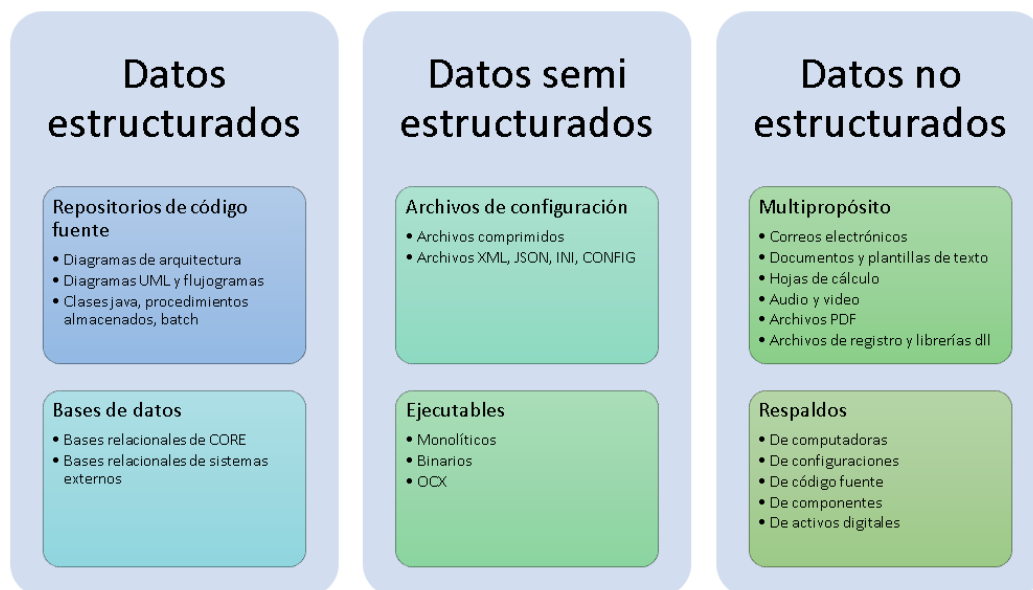 Datos
estructurados
Repositorios de código
fuente
• Diagramas de arquitectura
• Diagramas UML y flujogramas
• Clases java, procedimientos
almacenados, batch
Bases de datos
• Bases relacionales de CORE
• Bases relacionales de sistemas
externos
Datos semi
estructurados
Archivos de configuración
• Archivos comprimidos
• Archivos XML, JSON, INI, CONFIG
Ejecutables
• Monolíticos
• Binarios
• OCX
Datos no
estructurados
Multipropósito
• Correos electrónicos
• Documentos y plantillas de texto
• Hojas de cálculo
• Audio y video
• Archivos PDF
• Archivos de registro y librerías dll
Respaldos
• De computadoras
• De configuraciones
• De código fuente
• De componentes
• De activos digitales